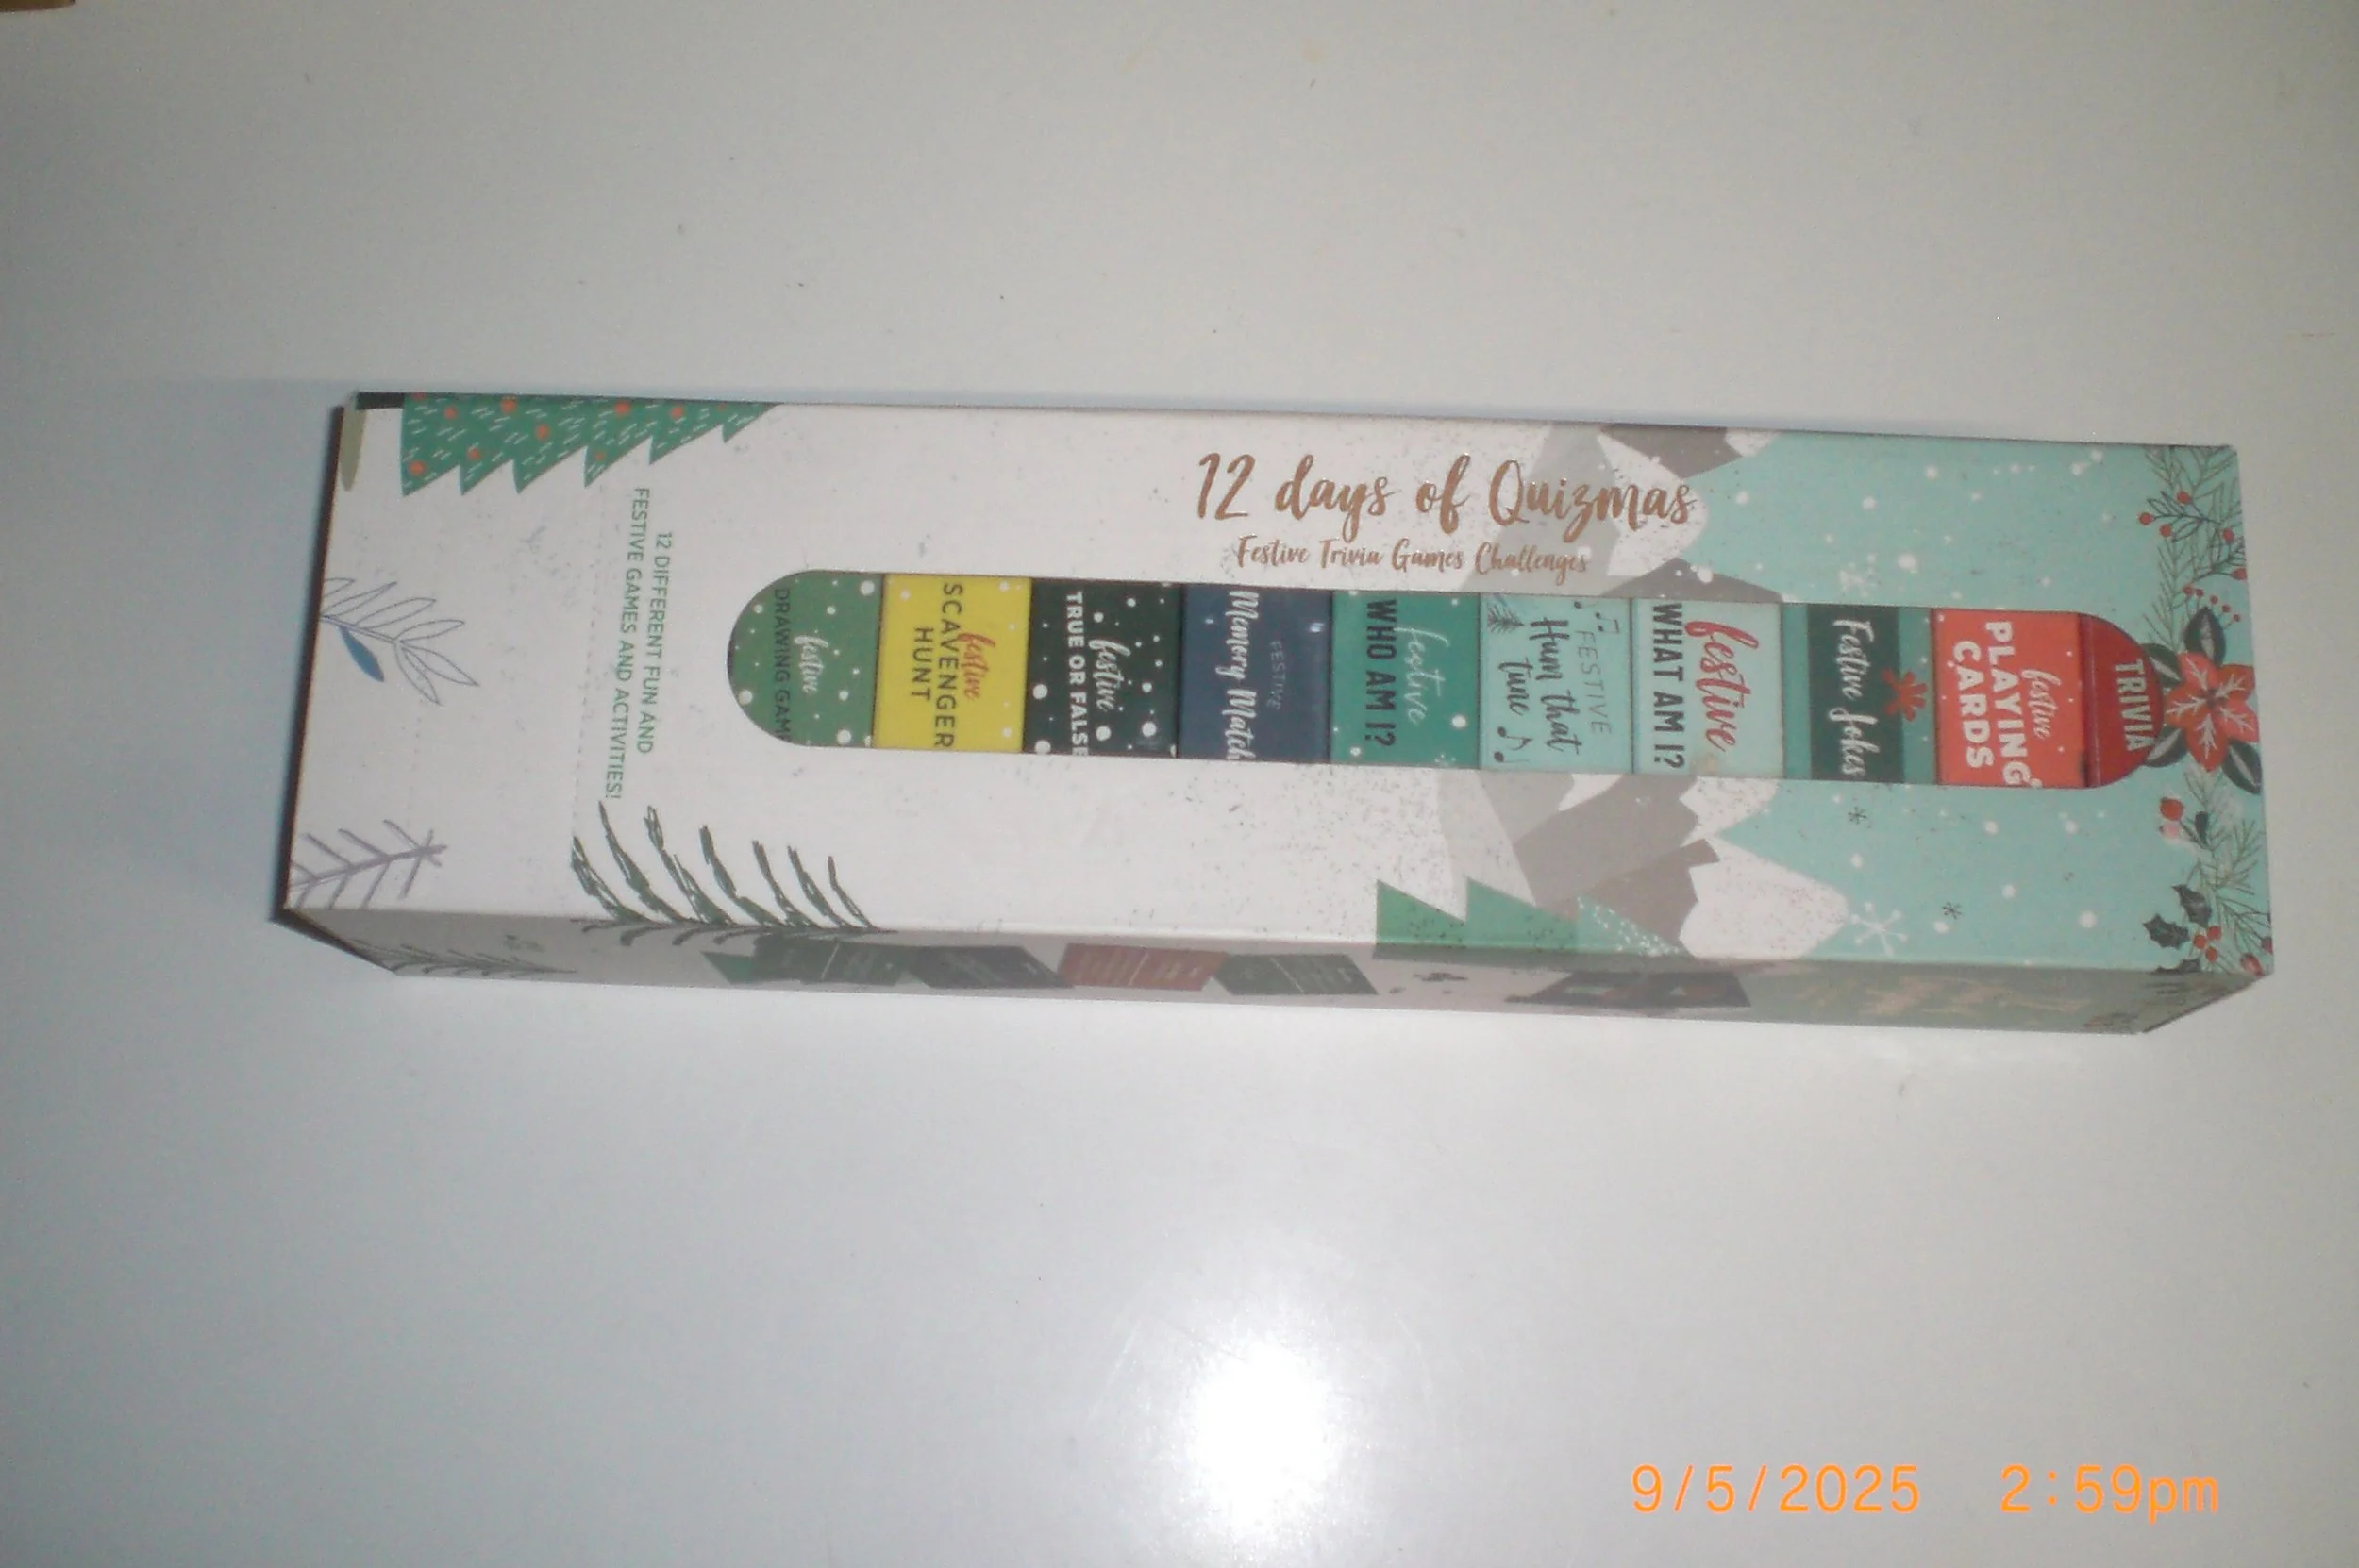 12 days of Quizmas
Festive Trivia Games Challenges
TRIVIA
festive
PLAYING
CARDS
Festive Jokes
festive
WHAT AM I?
FESTIVE
Hum that
tune
festive
WHO AM I?
FESTIVE
Memory Match
festive
TRUE OR FALSE
festive
SCAVENGER
HUNT
festive
DRAWING GAME
12 DIFFERENT FUN AND
FESTIVE GAMES AND ACTIVITIES!
9/5/2025 2:59pm